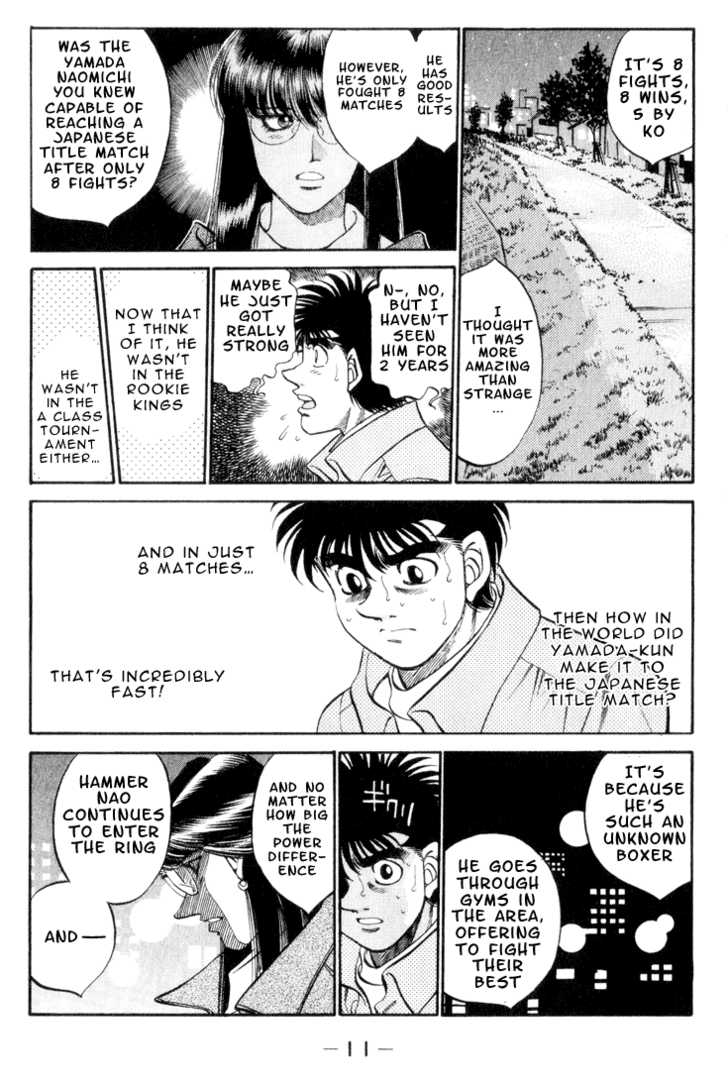 IT'S 8
FIGHTS,
8 WINS,
5 BY
KO
I
THOUGHT
IT WAS
MORE
AMAZING
THAN
STRANGE
...
HE
HAS
GOOD
RES-
ULTS
HOWEVER,
HE'S ONLY
FOUGHT 8
MATCHES
WAS THE
YAMADA
NAOMICHI
YOU KNEW
CAPABLE OF
REACHING A
JAPANESE
TITLE MATCH
AFTER ONLY
8 FIGHTS?
N-, NO,
BUT I
HAVEN'T
SEEN
HIM FOR
2 YEARS
MAYBE
HE JUST
GOT
REALLY
STRONG
NOW THAT
I THINK
OF IT, HE
WASN'T
IN THE
ROOKIE
KINGS
HE
WASN'T
IN THE
A CLASS
TOURN-
AMENT
EITHER...
THEN HOW IN
THE WORLD DID
YAMADA-KUN
MAKE IT TO
THE JAPANESE
TITLE MATCH?
AND IN JUST
8 MATCHES...
THAT'S INCREDIBLY
FAST!
IT'S
BECAUSE
HE'S
SUCH AN
UNKNOWN
BOXER
HE GOES
THROUGH
GYMS IN
THE AREA,
OFFERING
TO FIGHT
THEIR
BEST
ギクリ
AND NO
MATTER
HOW BIG
THE
POWER
DIFFER-
ENCE
HAMMER
NAO
CONTINUES
TO ENTER
THE RING
AND —
— 11 —